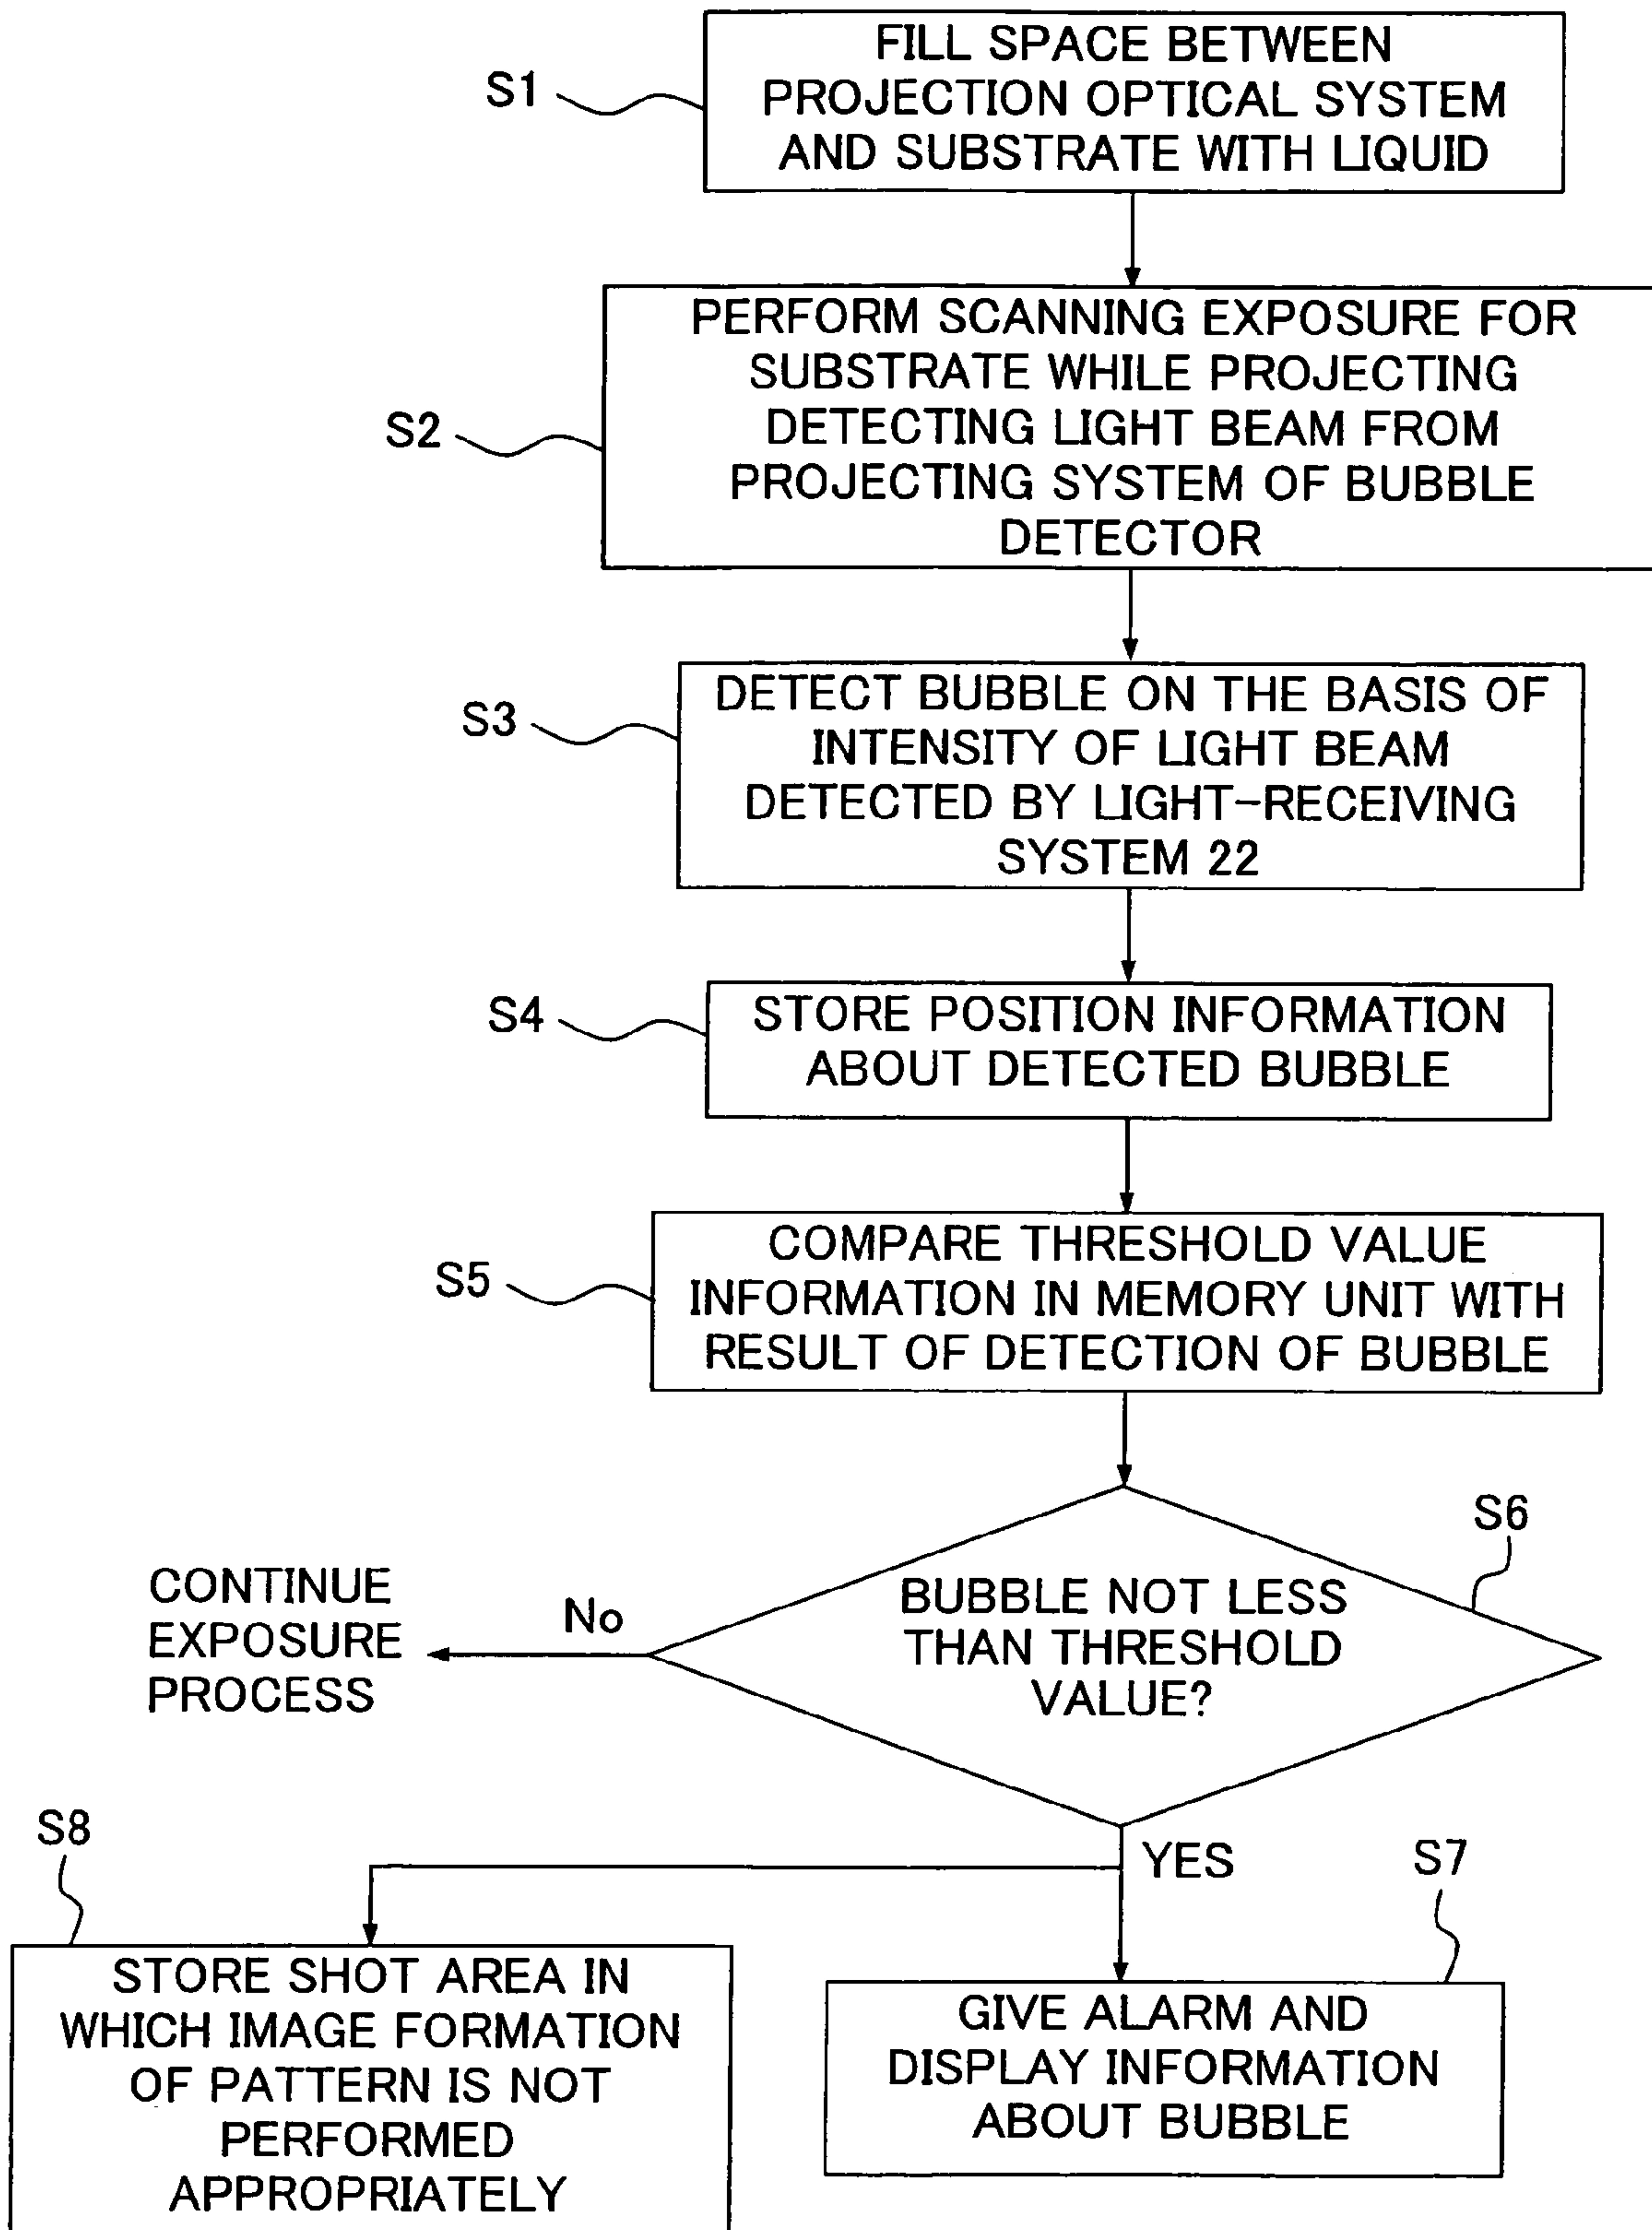 S1
FILL SPACE BETWEEN
PROJECTION OPTICAL SYSTEM
AND SUBSTRATE WITH LIQUID
S2
PERFORM SCANNING EXPOSURE FOR
SUBSTRATE WHILE PROJECTING
DETECTING LIGHT BEAM FROM
PROJECTING SYSTEM OF BUBBLE
DETECTOR
S3
DETECT BUBBLE ON THE BASIS OF
INTENSITY OF LIGHT BEAM
DETECTED BY LIGHT-RECEIVING
SYSTEM 22
S4
STORE POSITION INFORMATION
ABOUT DETECTED BUBBLE
S5
COMPARE THRESHOLD VALUE
INFORMATION IN MEMORY UNIT WITH
RESULT OF DETECTION OF BUBBLE
S6
BUBBLE NOT LESS
THAN THRESHOLD
VALUE?
No
CONTINUE
EXPOSURE
PROCESS
YES
S8
STORE SHOT AREA IN
WHICH IMAGE FORMATION
OF PATTERN IS NOT
PERFORMED
APPROPRIATELY
S7
GIVE ALARM AND
DISPLAY INFORMATION
ABOUT BUBBLE